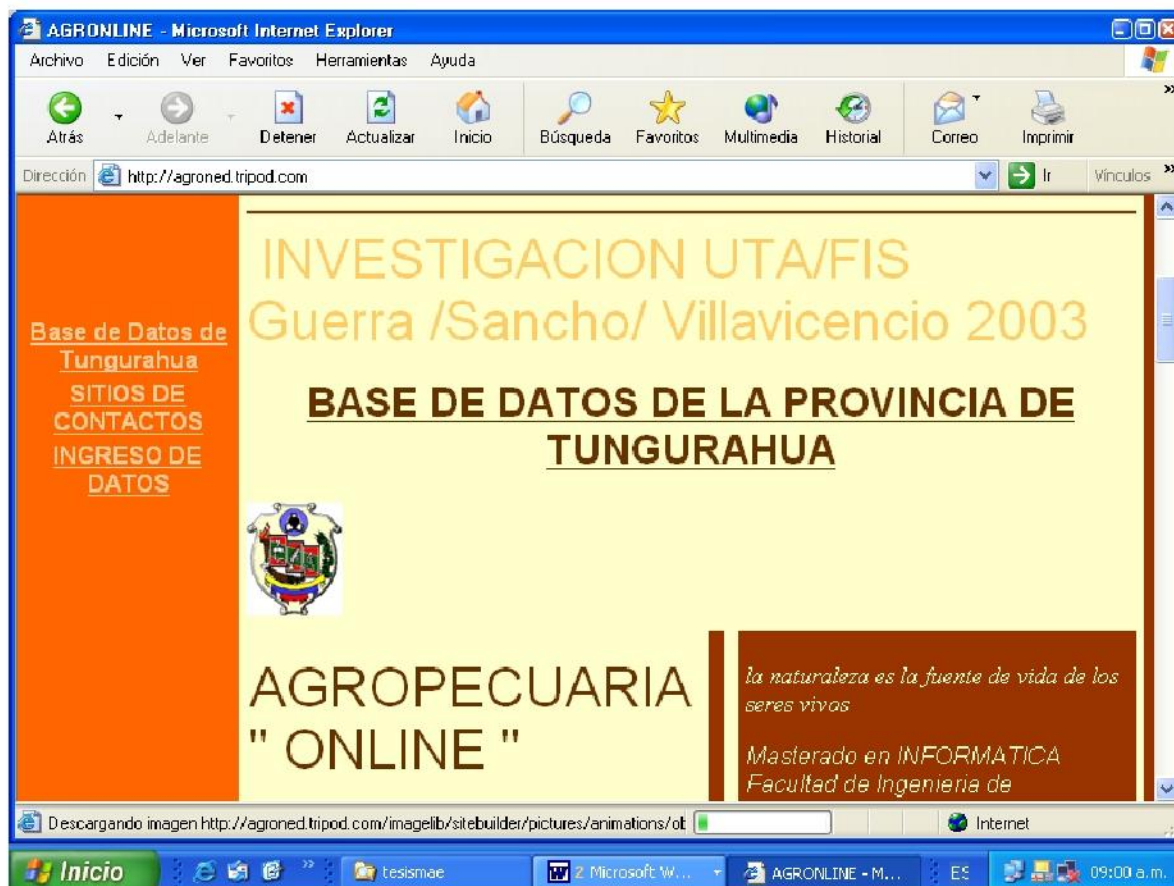 AGRONLINE - Microsoft Internet Explorer
Archivo Edición Ver Favoritos Herramientas Ayuda
Atrás Adelante Detener Actualizar Inicio Búsqueda Favoritos Multimedia Historial Correo Imprimir
Dirección http://agroned.tripod.com Ir Vínculos
INVESTIGACION UTA/FIS
Guerra /Sancho/ Villavicencio 2003
Base de Datos de
Tungurahua
SITIOS DE
CONTACTOS
INGRESO DE
DATOS
BASE DE DATOS DE LA PROVINCIA DE
TUNGURAHUA
AGROPECUARIA
" ONLINE "
la naturaleza es la fuente de vida de los
seres vivos
Masterado en INFORMATICA
Facultad de Ingenieria de
Descargando imagen http://agroned.tripod.com/imagelib/sitebuilder/pictures/animations/ob Internet
Inicio tesismae 2 Microsoft W... AGRONLINE - M... ES 09:00 a.m.